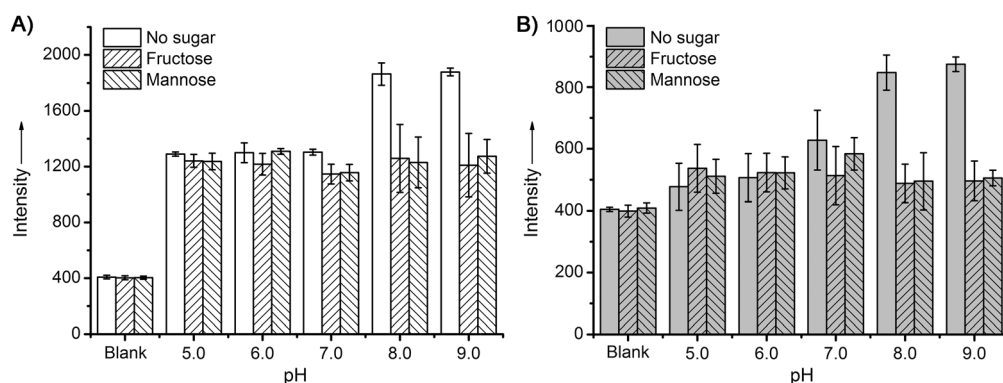 A)
No sugar
Fructose
Mannose
2000
1600
1200
800
400
0
Intensity
Blank 5.0 6.0 7.0 8.0 9.0
pH
B)
No sugar
Fructose
Mannose
1000
800
600
400
200
0
Intensity
Blank 5.0 6.0 7.0 8.0 9.0
pH